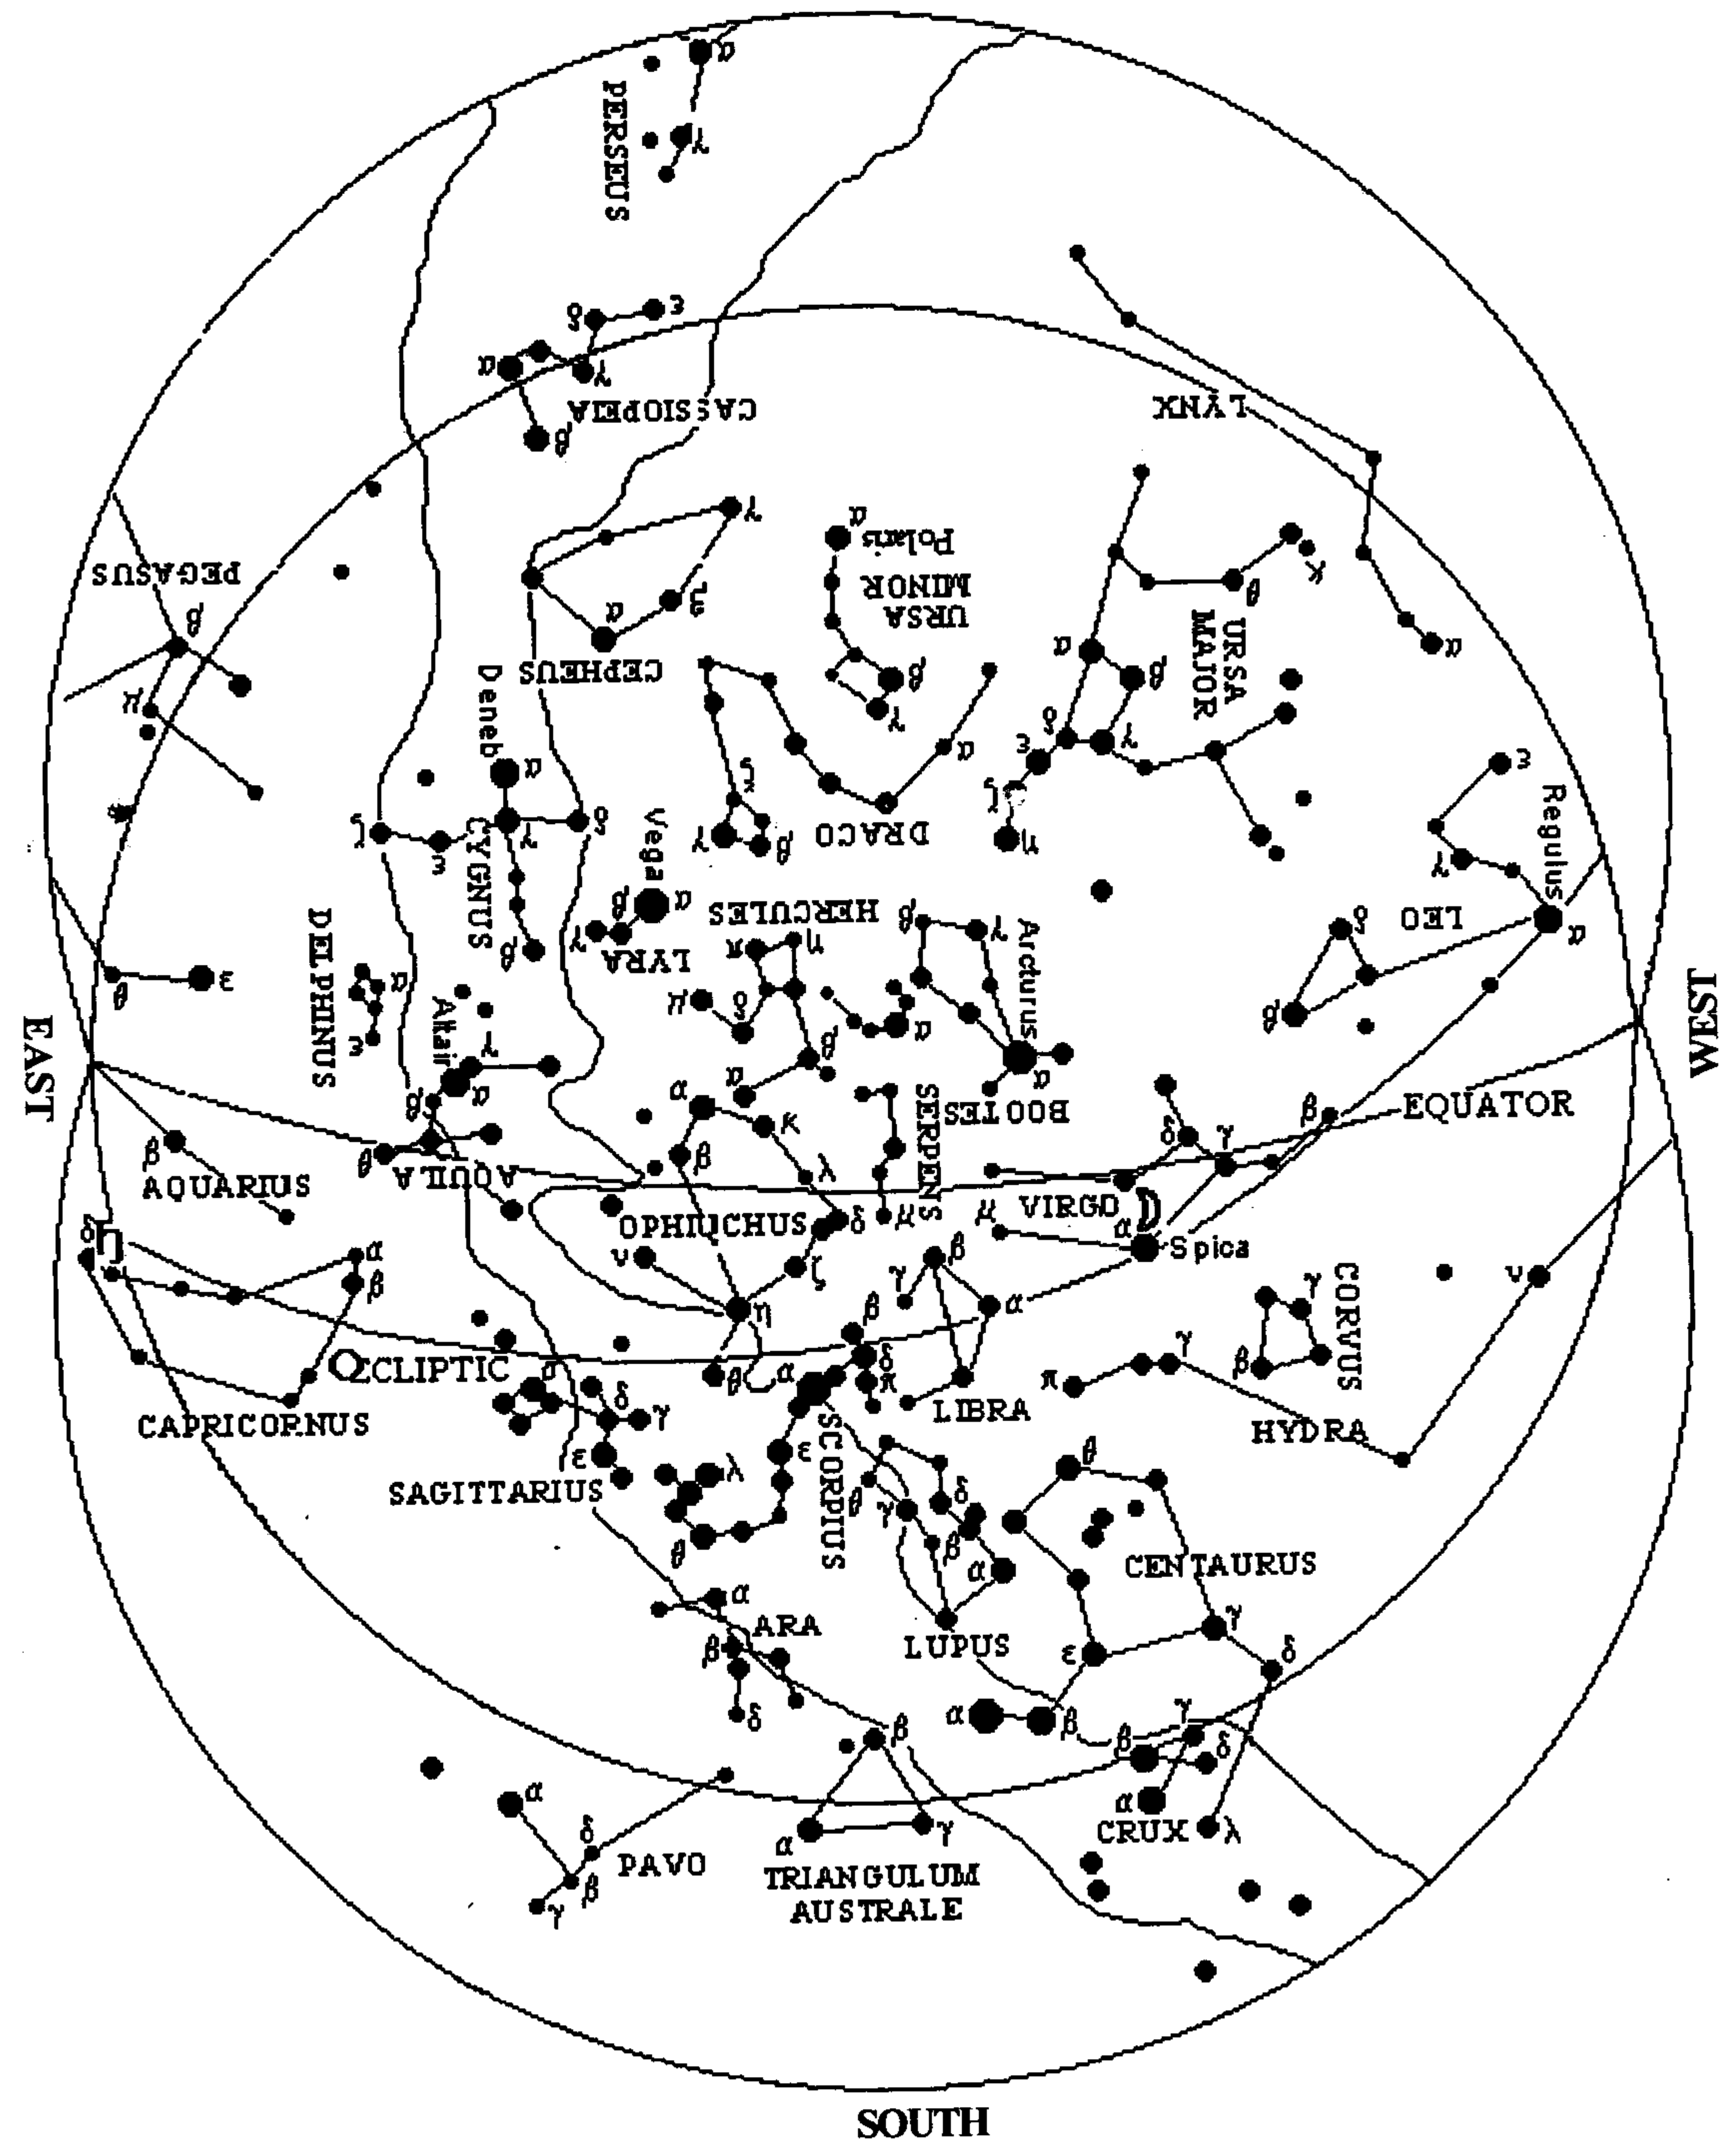 PERSEUS
CASSIOPEIA
LYNX
PEGASUS
CEPHEUS
Polaris
URSA
MINOR
URSA
MAJOR
Deneb
CYGNUS
Vega
LYRA
DRACO
HERCULES
Regulus
LEO
DELPHINUS
Altair
AQUILA
Arcturus
BOOTES
SERPENS
EAST
WEST
EQUATOR
AQUARIUS
OPHIUCHUS
VIRGO
Spica
CORVUS
CLIPTIC
CAPRICORNUS
SAGITTARIUS
SCORPIUS
LIBRA
HYDRA
CENTAURUS
ARA
LUPUS
PAVO
TRIANGULUM
AUSTRALE
CRUX
SOUTH